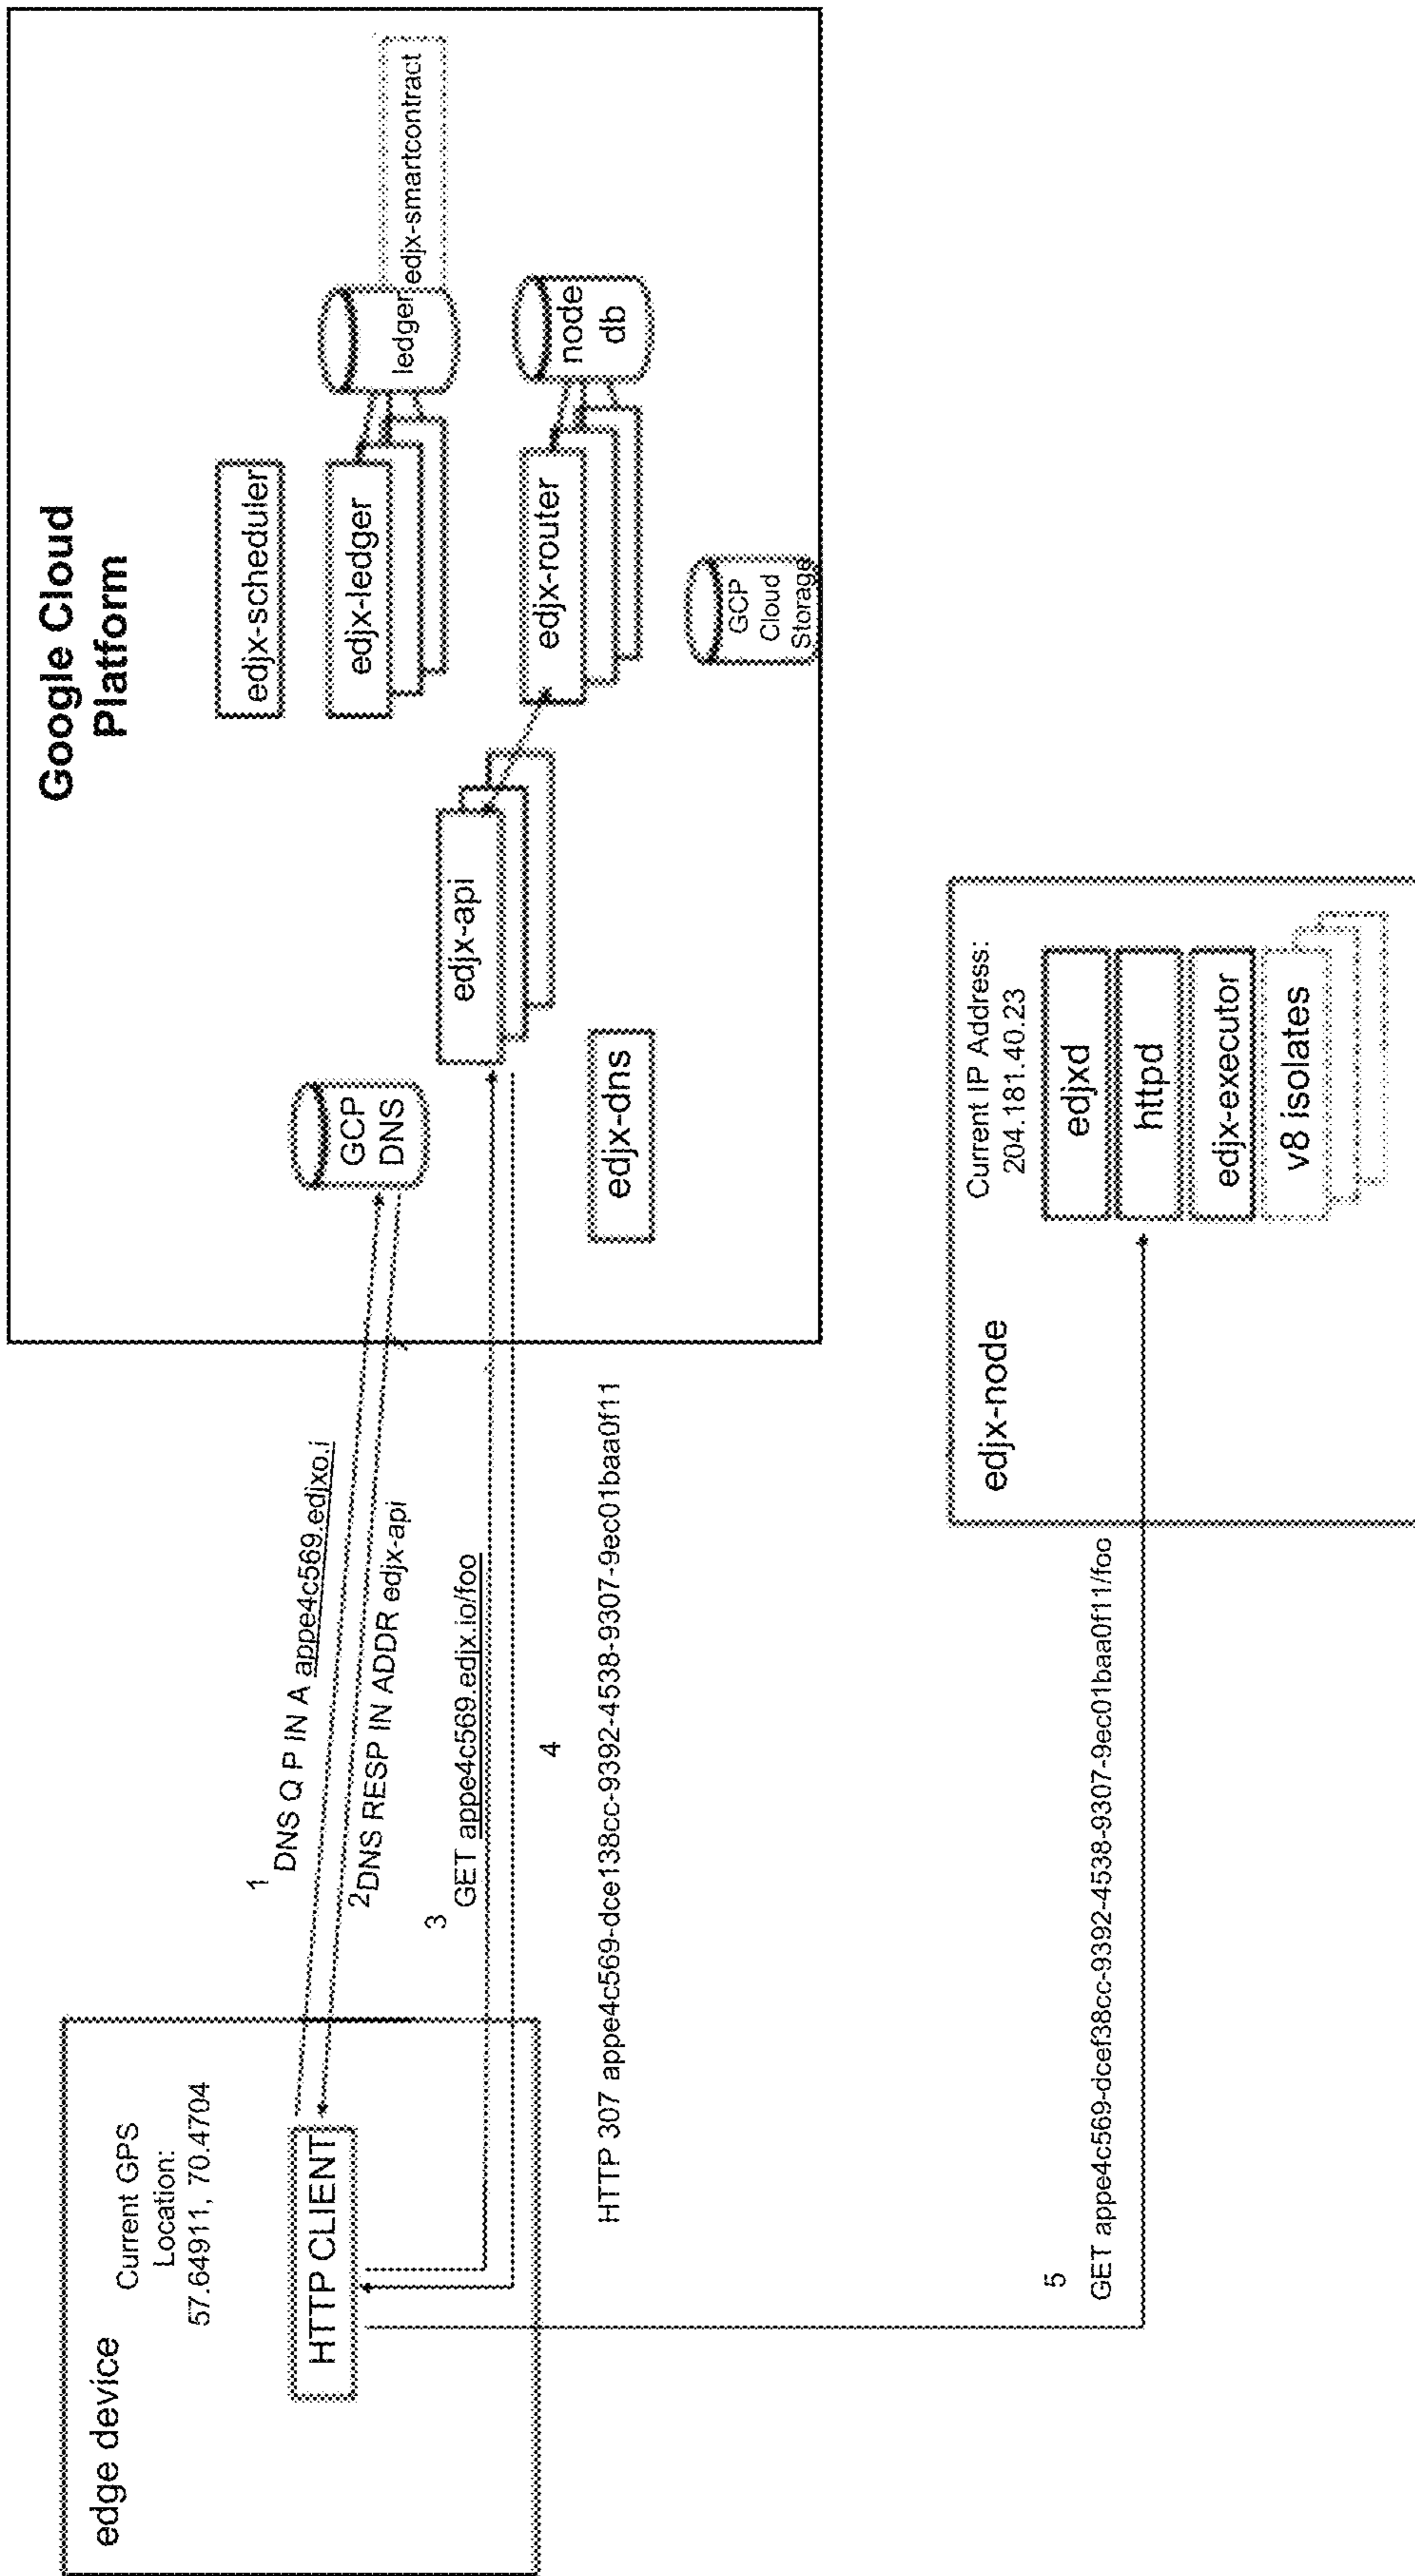 edge device
Current GPS
Location:
57.64911, 70.4704
HTTP CLIENT
1
DNS Q P IN A appe4c569.edjxo.i
2
DNS RESP IN ADDR edjx-api
3
GET appe4c569.edjx.io/foo
4
HTTP 307 appe4c569-dce138cc-9392-4538-9307-9ec01baa0f11
5
GET appe4c569-dcef38cc-9392-4538-9307-9ec01baa0f11/foo
Google Cloud
Platform
GCP
DNS
edjx-api
edjx-dns
edjx-scheduler
edjx-ledger
ledger
edjx-smartcontract
edjx-router
node
db
GCP
Cloud
Storage
edjx-node
Current IP Address:
204.181.40.23
edjxd
httpd
edjx-executor
v8 isolates